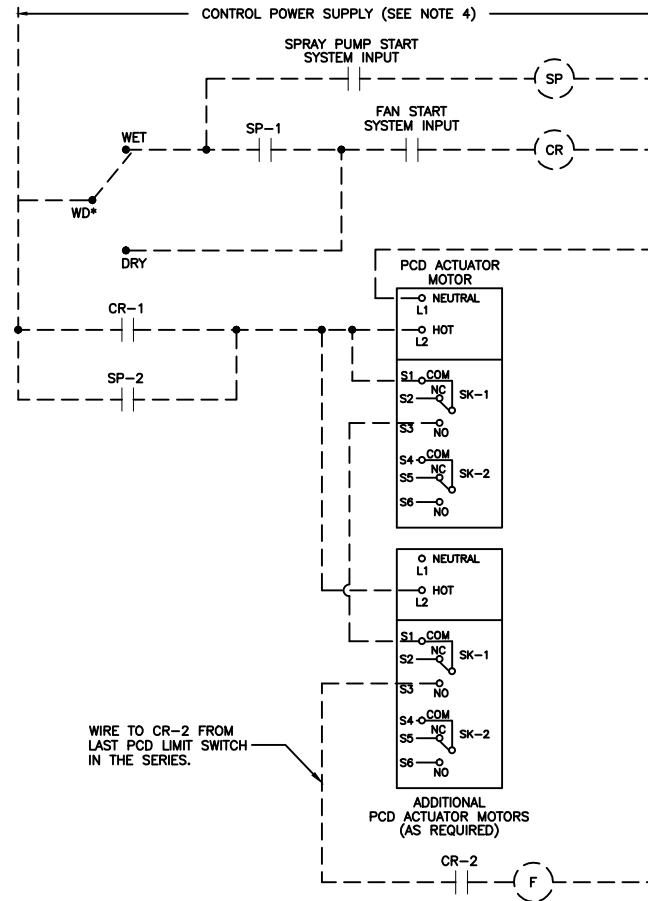 CONTROL POWER SUPPLY (SEE NOTE 4)
SPRAY PUMP START
SYSTEM INPUT
SP
FAN START
SYSTEM INPUT
SP-1
WET
CR
WD*
DRY
PCD ACTUATOR
MOTOR
NEUTRAL
L1
CR-1
HOT
L2
SP-2
S1 COM
NC
S2
SK-1
S3
NO
S4 COM
NC
S5
SK-2
S6
NO
NEUTRAL
L1
HOT
L2
S1 COM
NC
S2
SK-1
S3
NO
WIRE TO CR-2 FROM
LAST PCD LIMIT SWITCH
IN THE SERIES.
S4 COM
NC
S5
SK-2
S6
NO
ADDITIONAL
PCD ACTUATOR MOTORS
(AS REQUIRED)
CR-2
F